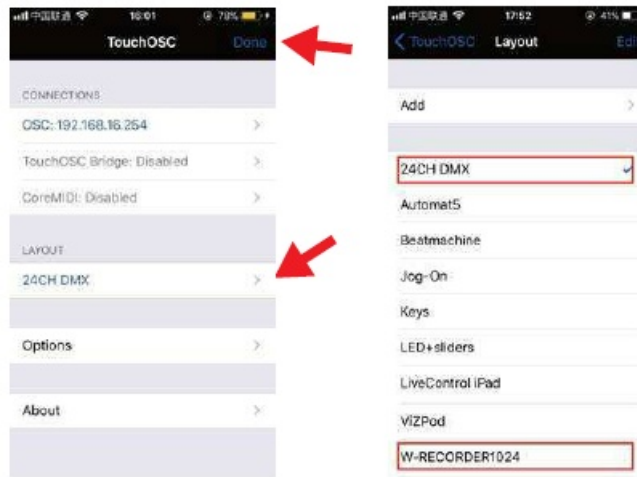 中国联通 16:01 78%
TouchOSC Done
CONNECTIONS
OSC: 192.168.16.254
TouchOSC Bridge: Disabled
CoreMIDI: Disabled
LAYOUT
24CH DMX
Options
About
中国联通 17:52 41%
TouchOSC Layout Edit
Add
24CH DMX
Automat5
Beatmachine
Jog-On
Keys
LED+sliders
LiveControl iPad
ViZPod
W-RECORDER1024